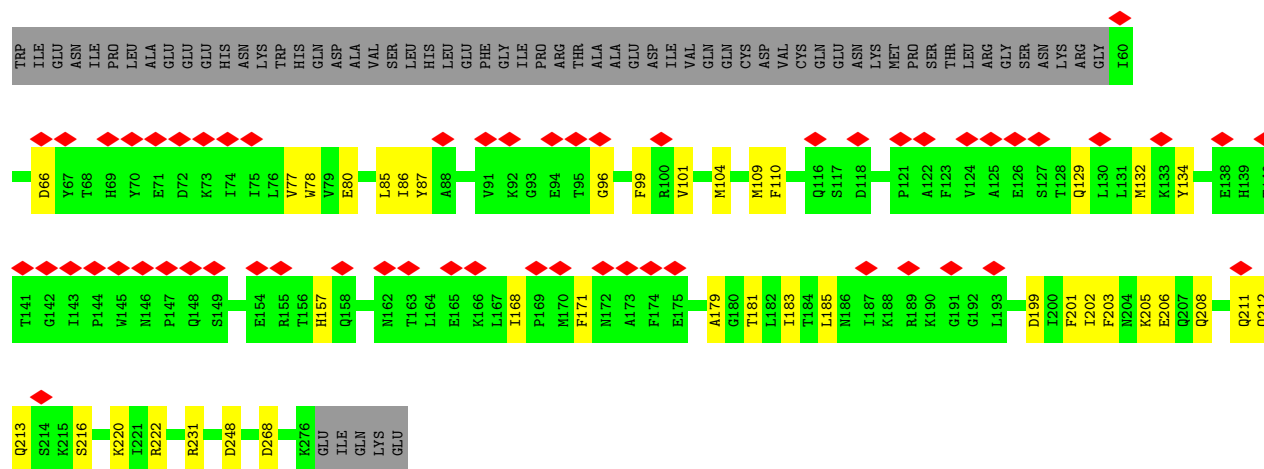 TRP ILE GLU ASN ILE PRO LEU ALA GLU GLU GLU HIS ASN LYS TRP HIS GLN ASP ALA VAL SER LEU HIS LEU GLU PHE GLY ILE PRO ARG THR ALA ALA GLU ASP ILE VAL GLN GLN CYS ASP VAL CYS GLN GLU ASN LYS MET PRO SER THR LEU ARG GLY SER ASN LYS ARG GLY I60
D66 Y67 T68 H69 Y70 E71 D72 K73 I74 I75 L76 V77 W78 V79 E80 L85 I86 Y87 A88 V91 K92 G93 E94 T95 G96 F99 R100 V101 M104 M109 F110 Q116 S117 D118 P121 A122 F123 V124 A125 E126 S127 T128 Q129 L130 L131 M132 K133 Y134 E138 H139
T141 G142 I143 P144 W145 N146 P147 Q148 S149 E154 R155 T156 H157 Q158 N162 T163 L164 E165 K166 L167 I168 P169 M170 F171 N172 A173 F174 E175 A179 G180 T181 L182 I183 T184 L185 N186 I187 K188 R189 K190 G191 G192 L193 D199 I200 F201 I202 F203 N204 K205 E206 Q207 Q208 Q211 Q212
Q213 S214 K215 S216 K220 I221 R222 R231 D248 D268 K276 GLU ILE GLN LYS GLU